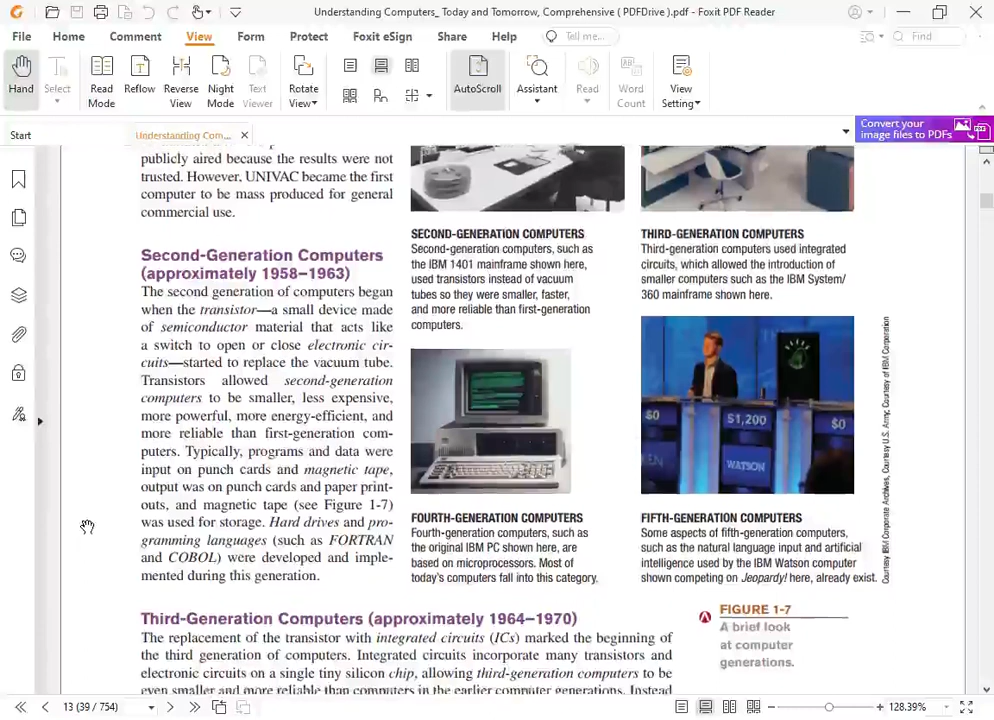 Understanding Computers_ Today and Tomorrow, Comprehensive ( PDFDrive ).pdf - Foxit PDF Reader
File Home Comment View Form Protect Foxit eSign Share Help Tell me... Find
Hand Select Read Mode Reflow Reverse View Night Mode Text Viewer Rotate View AutoScroll Assistant Read Word Count View Setting
Start Understanding Com...
Convert your
image files to PDFs
publicly aired because the results were not
trusted. However, UNIVAC became the first
computer to be mass produced for general
commercial use.
Second-Generation Computers
(approximately 1958–1963)
The second generation of computers began
when the transistor—a small device made
of semiconductor material that acts like
a switch to open or close electronic cir-
cuits—started to replace the vacuum tube.
Transistors allowed second-generation
computers to be smaller, less expensive,
more powerful, more energy-efficient, and
more reliable than first-generation com-
puters. Typically, programs and data were
input on punch cards and magnetic tape,
output was on punch cards and paper print-
outs, and magnetic tape (see Figure 1-7)
was used for storage. Hard drives and pro-
gramming languages (such as FORTRAN
and COBOL) were developed and imple-
mented during this generation.
SECOND-GENERATION COMPUTERS
Second-generation computers, such as
the IBM 1401 mainframe shown here,
used transistors instead of vacuum
tubes so they were smaller, faster,
and more reliable than first-generation
computers.
THIRD-GENERATION COMPUTERS
Third-generation computers used integrated
circuits, which allowed the introduction of
smaller computers such as the IBM System/
360 mainframe shown here.
$0 $1,200 $0
WATSON
FOURTH-GENERATION COMPUTERS
Fourth-generation computers, such as
the original IBM PC shown here, are
based on microprocessors. Most of
today's computers fall into this category.
FIFTH-GENERATION COMPUTERS
Some aspects of fifth-generation computers,
such as the natural language input and artificial
intelligence used by the IBM Watson computer
shown competing on Jeopardy! here, already exist.
Courtesy IBM Corporate Archives, Courtesy U.S. Army; Courtesy of IBM Corporation
FIGURE 1-7
A brief look
at computer
generations.
Third-Generation Computers (approximately 1964–1970)
The replacement of the transistor with integrated circuits (ICs) marked the beginning of
the third generation of computers. Integrated circuits incorporate many transistors and
electronic circuits on a single tiny silicon chip, allowing third-generation computers to be
even smaller and more reliable than computers in the earlier computer generations. Instead
13 (39 / 754) 128.39%